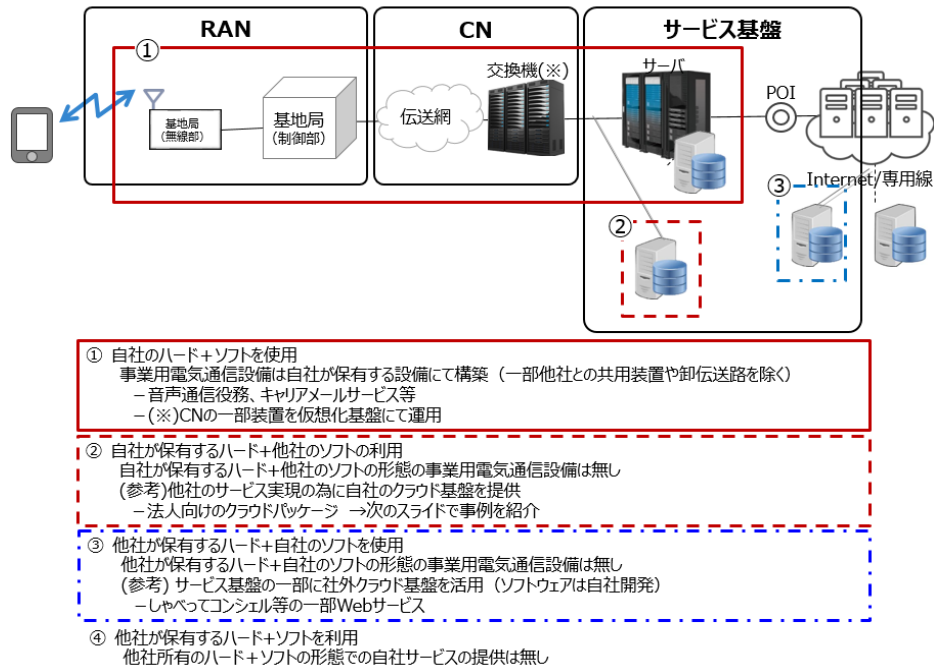 RAN
CN
サービス基盤
①
交換機(※)
サーバ
POI
基地局
(無線部)
基地局
(制御部)
伝送網
③
Internet/専用線
②
① 自社のハード+ソフトを使用
事業用電気通信設備は自社が保有する設備にて構築(一部他社との共用装置や卸伝送路を除く)
-音声通信役務、キャリアメールサービス等
-(※)CNの一部装置を仮想化基盤にて運用
② 自社が保有するハード+他社のソフトの利用
自社が保有するハード+他社のソフトの形態の事業用電気通信設備は無し
(参考)他社のサービス実現の為に自社のクラウド基盤を提供
-法人向けのクラウドパッケージ →次のスライドで事例を紹介
③ 他社が保有するハード+自社のソフトを使用
他社が保有するハード+自社のソフトの形態の事業用電気通信設備は無し
(参考) サービス基盤の一部に社外クラウド基盤を活用(ソフトウェアは自社開発)
-しゃべってコンシェル等の一部Webサービス
④ 他社が保有するハード+ソフトを利用
他社所有のハード+ソフトの形態での自社サービスの提供は無し